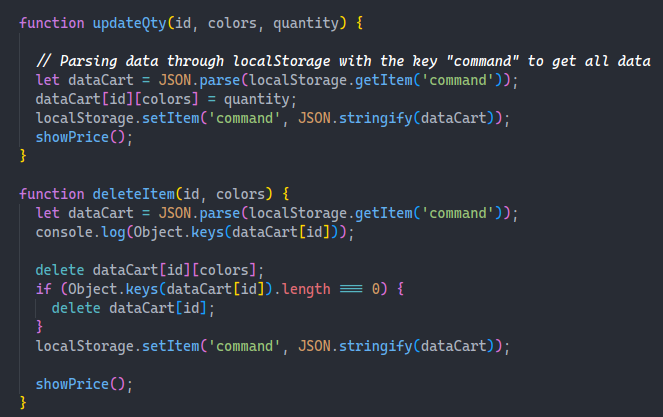 function updateQty(id, colors, quantity) {
// Parsing data through localStorage with the key "command" to get all data
let dataCart = JSON.parse(localStorage.getItem('command'));
dataCart[id][colors] = quantity;
localStorage.setItem('command', JSON.stringify(dataCart));
showPrice();
}
function deleteItem(id, colors) {
let dataCart = JSON.parse(localStorage.getItem('command'));
console.log(Object.keys(dataCart[id]));
delete dataCart[id][colors];
if (Object.keys(dataCart[id]).length === 0) {
delete dataCart[id];
}
localStorage.setItem('command', JSON.stringify(dataCart));
showPrice();
}